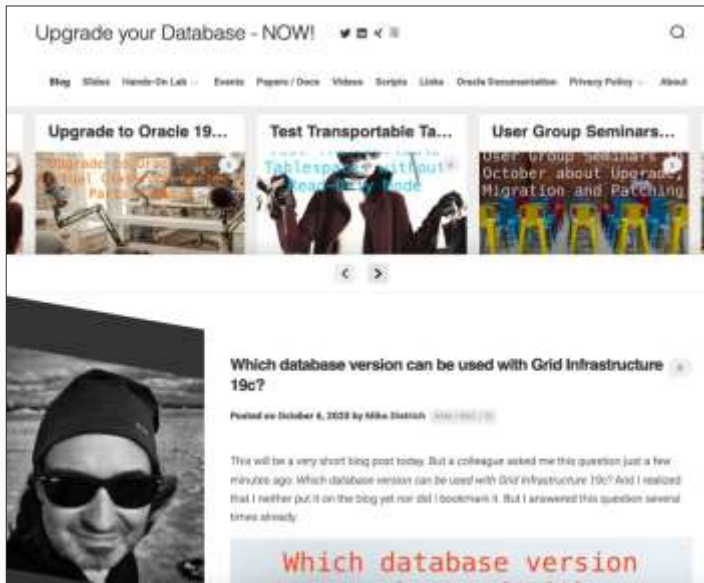 Upgrade your Database - NOW!
Blog Slides Hands-On Lab Events Papers / Docs Videos Scripts Links Oracle Documentation Privacy Policy About
Upgrade to Oracle 19...
Test Transportable Ta...
User Group Seminars...
Upgrade to Oracle
Tablespaces without
Read-Only Mode
User Group Seminars in
October about Upgrade,
Migration and Patching
Which database version can be used with Grid Infrastructure
19c?
Posted on October 6, 2020 by Mike.Dietrich
This will be a very short blog post today. But a colleague asked me this question just a few
minutes ago: Which database version can be used with Grid Infrastructure 19c? And I realized
that I neither put it on the blog yet nor did I bookmark it. But I answered this question several
times already.
Which database version